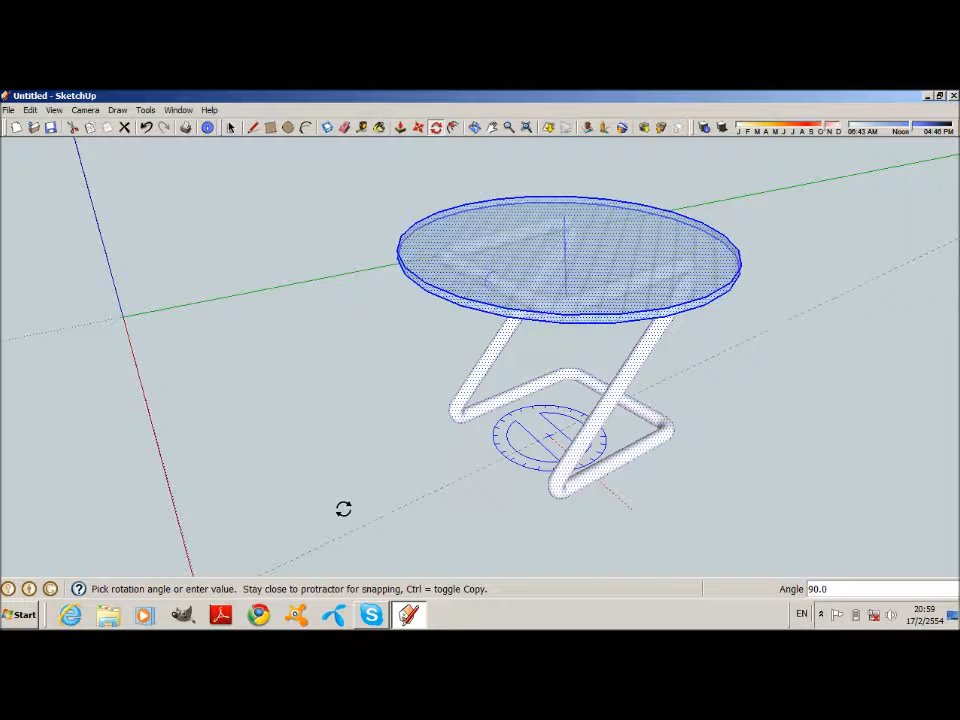 Untitled - SketchUp
File Edit View Camera Draw Tools Window Help
J F M A M J J A S O N D 06:43 AM Noon 04:46 PM
Pick rotation angle or enter value. Stay close to protractor for snapping, Ctrl = toggle Copy. Angle 90.0
Start EN 20:59
17/2/2554